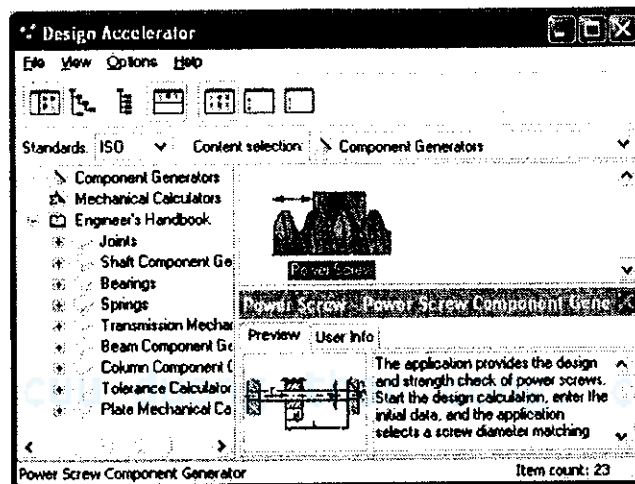 Design Accelerator
File View Options Help
Standards: ISO Content selection: Component Generators
Component Generators
Mechanical Calculators
Engineer's Handbook
Joints
Shaft Component Ge
Bearings
Springs
Transmission Mechar
Beam Component Ge
Column Component C
Tolerance Calculator
Plate Mechanical Ca
Power Screw
Power Screw - Power Screw Component Gene
Preview User Info
The application provides the design
and strength check of power screws.
Start the design calculation, enter the
initial data, and the application
selects a screw diameter matching
Power Screw Component Generator Item count: 23